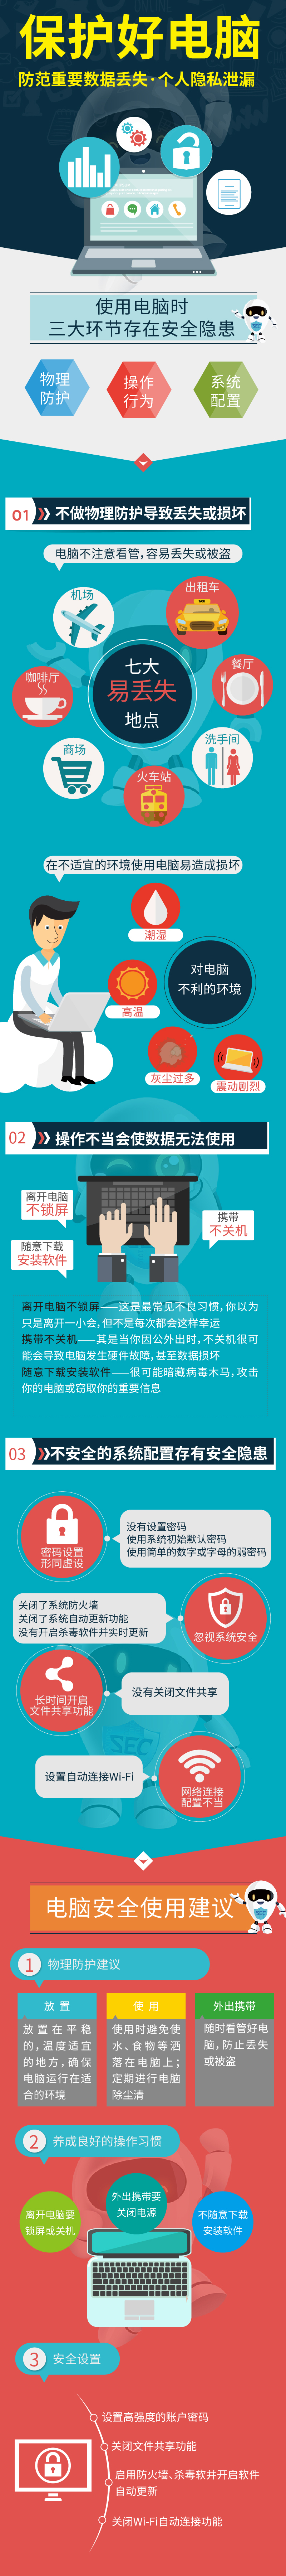 保护好电脑
防范重要数据丢失·个人隐私泄漏
使用电脑时
三大环节存在安全隐患
物理
防护
操作
行为
系统
配置
01
不做物理防护导致丢失或损坏
电脑不注意看管，容易丢失或被盗
机场
出租车
咖啡厅
七大
易丢失
地点
餐厅
商场
洗手间
火车站
在不适宜的环境使用电脑易造成损坏
潮湿
对电脑
不利的环境
高温
灰尘过多
震动剧烈
02
操作不当会使数据无法使用
离开电脑
不锁屏
携带
不关机
随意下载
安装软件
离开电脑不锁屏——这是最常见不良习惯，你以为
只是离开一小会，但不是每次都会这样幸运
携带不关机——其是当你因公外出时，不关机很可
能会导致电脑发生硬件故障，甚至数据损坏
随意下载安装软件——很可能暗藏病毒木马，攻击
你的电脑或窃取你的重要信息
03
不安全的系统配置存有安全隐患
密码设置
形同虚设
没有设置密码
使用系统初始默认密码
使用简单的数字或字母的弱密码
关闭了系统防火墙
关闭了系统自动更新功能
没有开启杀毒软件并实时更新
忽视系统安全
长时间开启
文件共享功能
没有关闭文件共享
SEC
设置自动连接Wi-Fi
网络连接
配置不当
电脑安全使用建议
1
物理防护建议
放 置
放置在平稳
的，温度适宜
的地方，确保
电脑运行在适
合的环境
使 用
使用时避免使
水、食物等洒
落在电脑上；
定期进行电脑
除尘清
外出携带
随时看管好电
脑，防止丢失
或被盗
2
养成良好的操作习惯
离开电脑要
锁屏或关机
外出携带要
关闭电源
不随意下载
安装软件
3
安全设置
设置高强度的账户密码
关闭文件共享功能
启用防火墙、杀毒软并开启软件
自动更新
关闭Wi-Fi自动连接功能